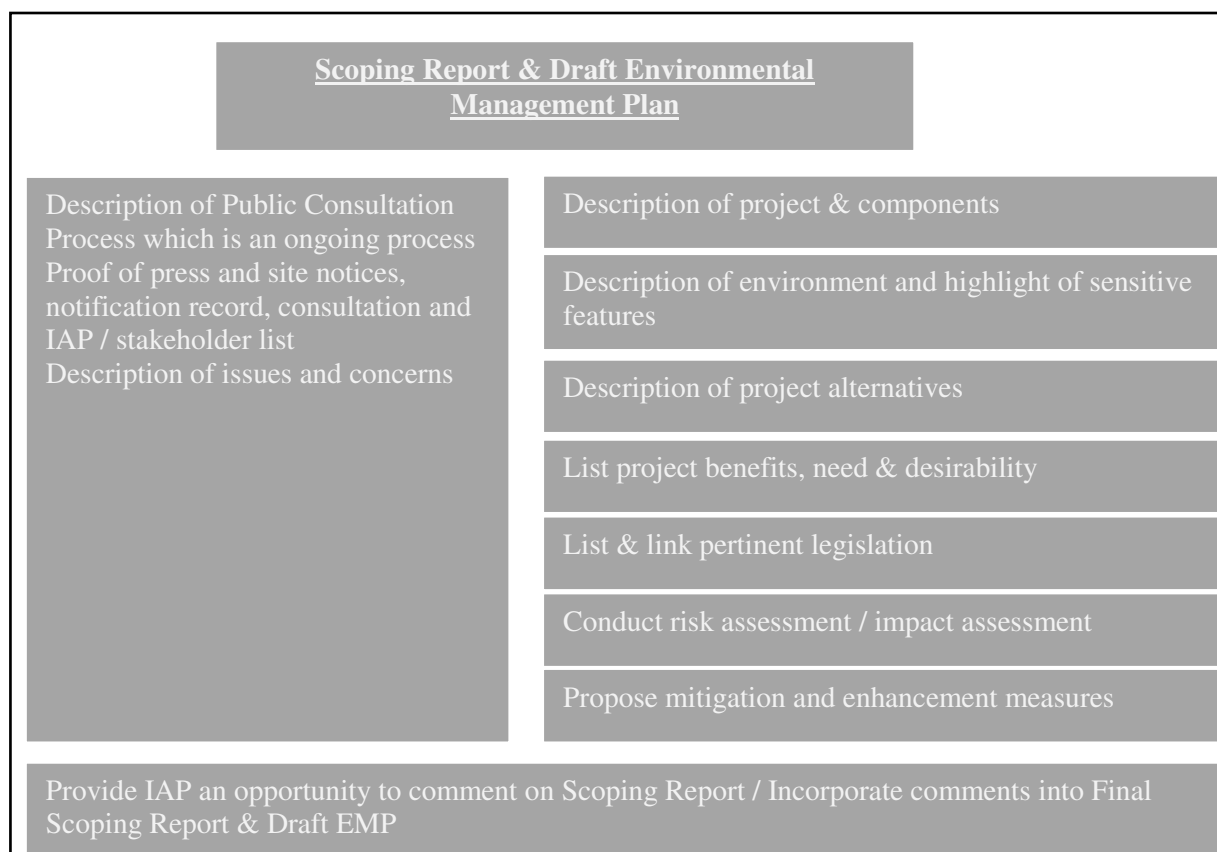 Scoping Report & Draft Environmental
Management Plan
Description of Public Consultation
Process which is an ongoing process
Proof of press and site notices,
notification record, consultation and
IAP / stakeholder list
Description of issues and concerns
Description of project & components
Description of environment and highlight of sensitive
features
Description of project alternatives
List project benefits, need & desirability
List & link pertinent legislation
Conduct risk assessment / impact assessment
Propose mitigation and enhancement measures
Provide IAP an opportunity to comment on Scoping Report / Incorporate comments into Final
Scoping Report & Draft EMP